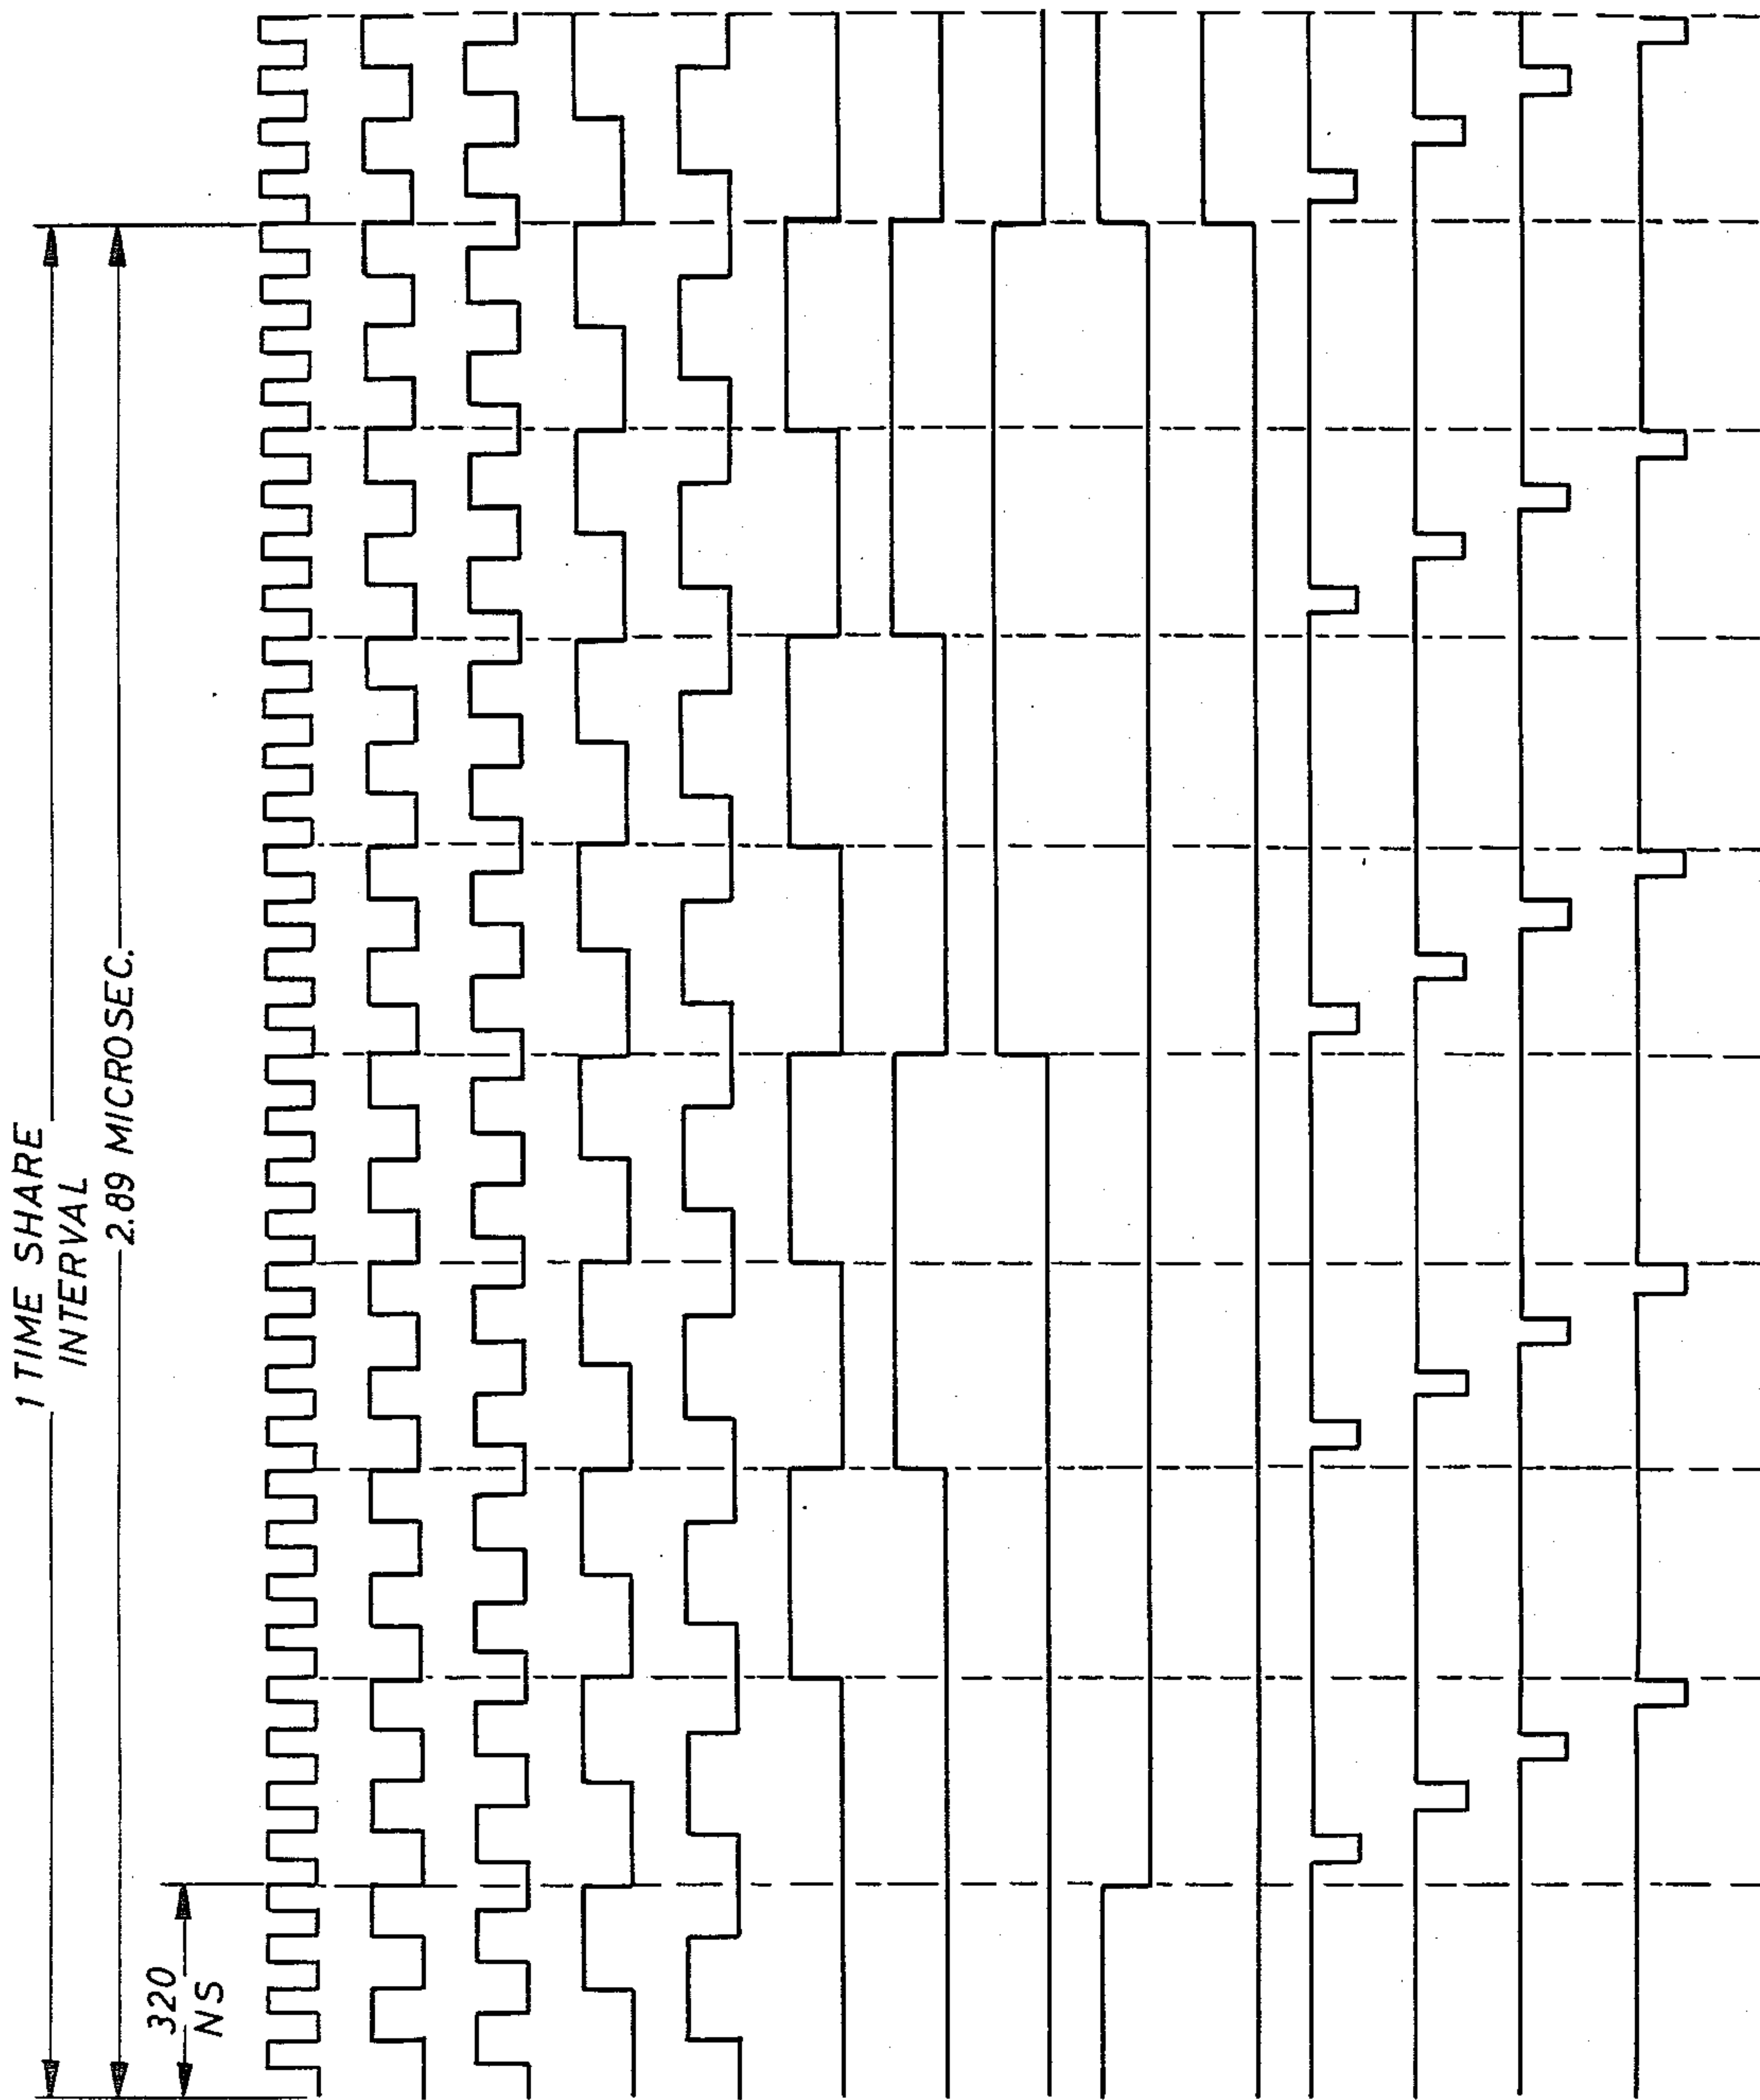 1 TIME SHARE
INTERVAL
2.89 MICROSEC.
320
NS